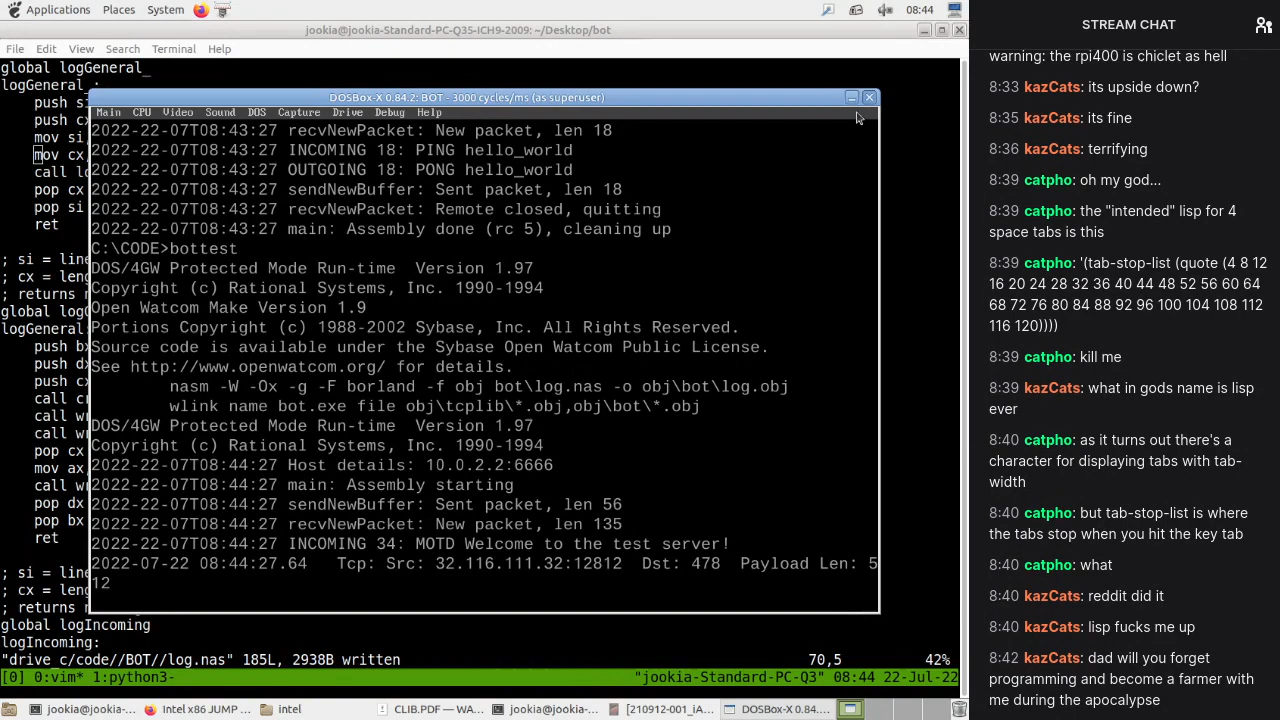 Applications Places System 08:44
jookia@jookia-Standard-PC-Q35-ICH9-2009: ~/Desktop/bot
File Edit View Search Terminal Help
global logGeneral_
logGeneral_:
push si
push cx
mov si
mov cx,
call lo
pop cx
pop si
ret
; si = line
; cx = leng
; returns n
global logG
logGeneral
push bx
push dx
push cx
call cr
call wr
call wr
pop cx
mov ax,
call wr
pop dx
pop bx
ret
; si = line
; cx = leng
; returns n
global logIncoming
logIncoming:
"drive_c/code//BOT//log.nas" 185L, 2938B written 70,5 42%
[0] 0:vim* 1:python3- "jookia-Standard-PC-Q3" 08:44 22-Jul-22
DOSBox-X 0.84.2: BOT - 3000 cycles/ms (as superuser)
Main CPU Video Sound DOS Capture Drive Debug Help
2022-22-07T08:43:27 recvNewPacket: New packet, len 18
2022-22-07T08:43:27 INCOMING 18: PING hello_world
2022-22-07T08:43:27 OUTGOING 18: PONG hello_world
2022-22-07T08:43:27 sendNewBuffer: Sent packet, len 18
2022-22-07T08:43:27 recvNewPacket: Remote closed, quitting
2022-22-07T08:43:27 main: Assembly done (rc 5), cleaning up
C:\CODE>bottest
DOS/4GW Protected Mode Run-time Version 1.97
Copyright (c) Rational Systems, Inc. 1990-1994
Open Watcom Make Version 1.9
Portions Copyright (c) 1988-2002 Sybase, Inc. All Rights Reserved.
Source code is available under the Sybase Open Watcom Public License.
See http://www.openwatcom.org/ for details.
nasm -W -Ox -g -F borland -f obj bot\log.nas -o obj\bot\log.obj
wlink name bot.exe file obj\tcplib\*.obj,obj\bot\*.obj
DOS/4GW Protected Mode Run-time Version 1.97
Copyright (c) Rational Systems, Inc. 1990-1994
2022-22-07T08:44:27 Host details: 10.0.2.2:6666
2022-22-07T08:44:27 main: Assembly starting
2022-22-07T08:44:27 sendNewBuffer: Sent packet, len 56
2022-22-07T08:44:27 recvNewPacket: New packet, len 135
2022-22-07T08:44:27 INCOMING 34: MOTD Welcome to the test server!
2022-07-22 08:44:27.64 Tcp: Src: 32.116.111.32:12812 Dst: 478 Payload Len: 5
12
jookia@jookia-... Intel x86 JUMP ... intel CLIB.PDF — WA... jookia@jookia-... [210912-001_iA... DOSBox-X 0.84....
STREAM CHAT
warning: the rpi400 is chiclet as hell
8:33 kazCats: its upside down?
8:35 kazCats: its fine
8:36 kazCats: terrifying
8:39 catpho: oh my god...
8:39 catpho: the "intended" lisp for 4
space tabs is this
8:39 catpho: '(tab-stop-list (quote (4 8 12
16 20 24 28 32 36 40 44 48 52 56 60 64
68 72 76 80 84 88 92 96 100 104 108 112
116 120))))
8:39 catpho: kill me
8:39 kazCats: what in gods name is lisp
ever
8:40 catpho: as it turns out there's a
character for displaying tabs with tab-
width
8:40 catpho: but tab-stop-list is where
the tabs stop when you hit the key tab
8:40 catpho: what
8:40 kazCats: reddit did it
8:40 kazCats: lisp fucks me up
8:42 kazCats: dad will you forget
programming and become a farmer with
me during the apocalypse